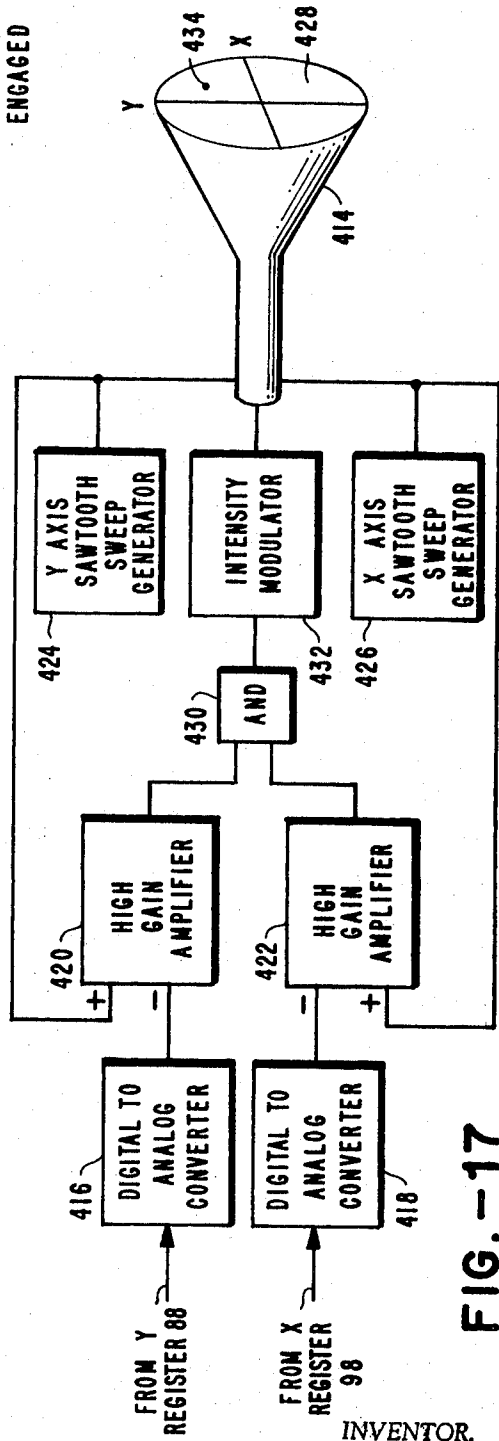 ENGAGED
434
X
428
Y
414
Y AXIS
SAWTOOTH
SWEEP
GENERATOR
424
INTENSITY
MODULATOR
432
X AXIS
SAWTOOTH
SWEEP
GENERATOR
426
430
AND
420
HIGH
GAIN
AMPLIFIER
+
-
422
HIGH
GAIN
AMPLIFIER
-
+
416
DIGITAL TO
ANALOG
CONVERTER
DIGITAL TO
ANALOG
CONVERTER
418
FROM Y
REGISTER 88
FROM X
REGISTER
98
FIG.-17
INVENTOR.